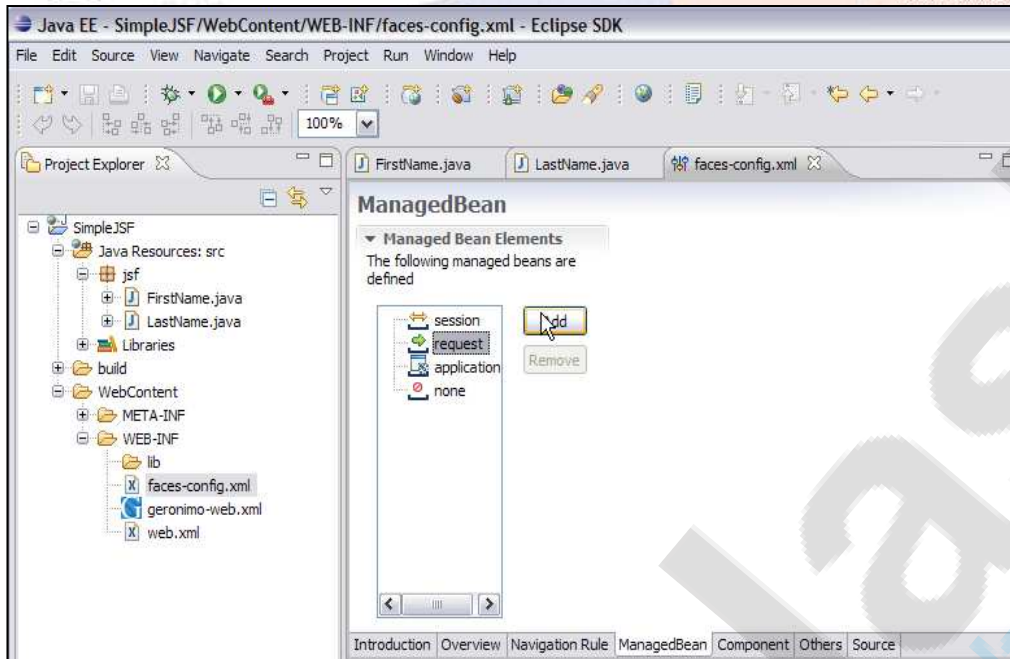 Java EE - SimpleJSF/WebContent/WEB-INF/faces-config.xml - Eclipse SDK
File Edit Source View Navigate Search Project Run Window Help
100%
Project Explorer
FirstName.java
LastName.java
faces-config.xml
SimpleJSF
Java Resources: src
jsf
FirstName.java
LastName.java
Libraries
build
WebContent
META-INF
WEB-INF
lib
faces-config.xml
geronimo-web.xml
web.xml
ManagedBean
Managed Bean Elements
The following managed beans are
defined
session
request
application
none
Add
Remove
Introduction Overview Navigation Rule ManagedBean Component Others Source